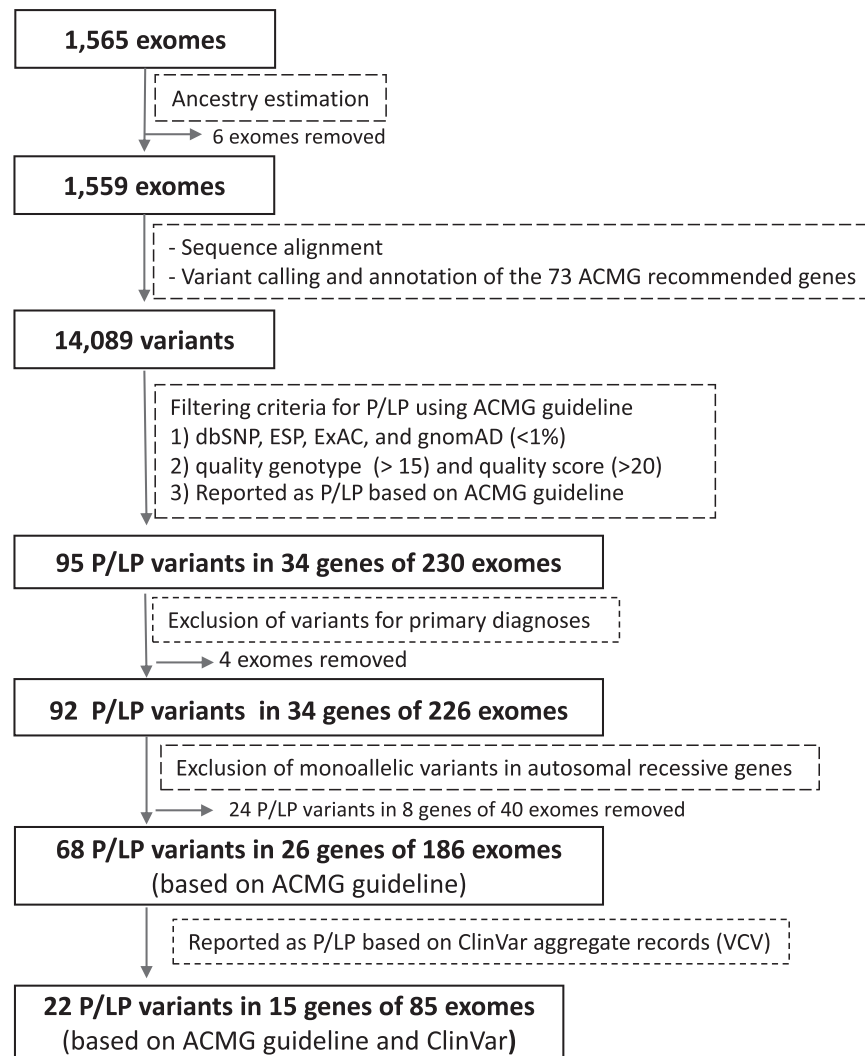 1,565 exomes
Ancestry estimation
6 exomes removed
1,559 exomes
- Sequence alignment
- Variant calling and annotation of the 73 ACMG recommended genes
14,089 variants
Filtering criteria for P/LP using ACMG guideline
1) dbSNP, ESP, ExAC, and gnomAD (<1%)
2) quality genotype (> 15) and quality score (>20)
3) Reported as P/LP based on ACMG guideline
95 P/LP variants in 34 genes of 230 exomes
Exclusion of variants for primary diagnoses
4 exomes removed
92 P/LP variants in 34 genes of 226 exomes
Exclusion of monoallelic variants in autosomal recessive genes
24 P/LP variants in 8 genes of 40 exomes removed
68 P/LP variants in 26 genes of 186 exomes
(based on ACMG guideline)
Reported as P/LP based on ClinVar aggregate records (VCV)
22 P/LP variants in 15 genes of 85 exomes
(based on ACMG guideline and ClinVar)